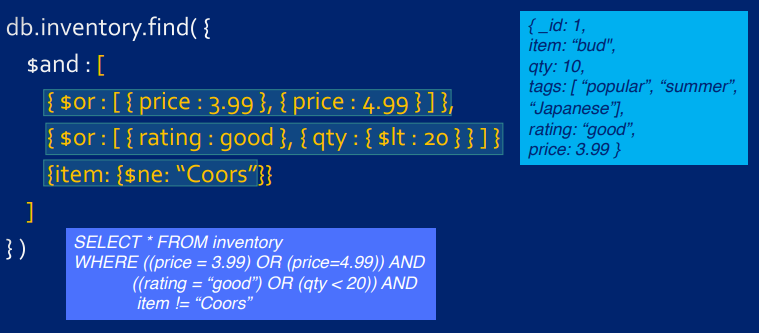 db.inventory.find( {
$and : [
{ $or : [ { price : 3.99 }, { price : 4.99 } ] },
{ $or : [ { rating : good }, { qty : { $lt : 20 } } ] }
{item: {$ne: “Coors”}}
]
} )
{ _id: 1,
item: “bud",
qty: 10,
tags: [ “popular”, “summer”,
“Japanese”],
rating: “good”,
price: 3.99 }
SELECT * FROM inventory
WHERE ((price = 3.99) OR (price=4.99)) AND
((rating = “good”) OR (qty < 20)) AND
item != “Coors”